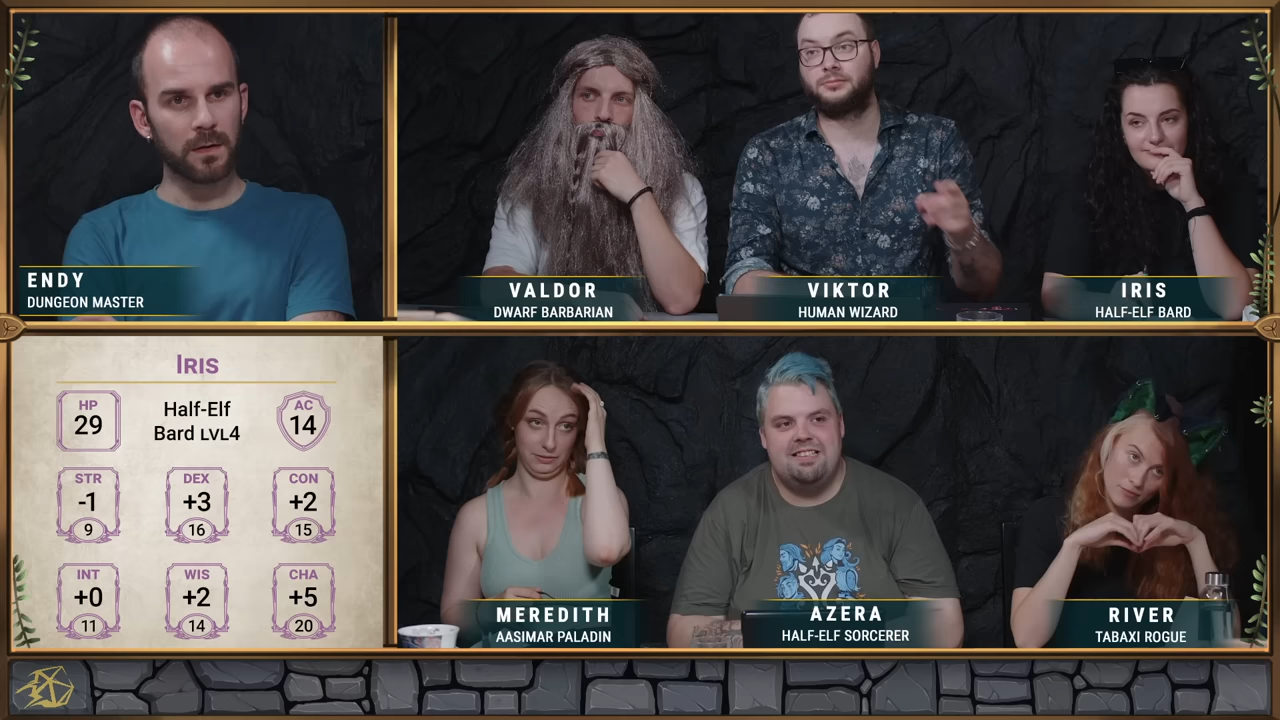 ENDY
DUNGEON MASTER
VALDOR
DWARF BARBARIAN
VIKTOR
HUMAN WIZARD
IRIS
HALF-ELF BARD
IRIS
HP
29
Half-Elf
Bard LVL4
AC
14
STR
-1
9
DEX
+3
16
CON
+2
15
INT
+0
11
WIS
+2
14
CHA
+5
20
MEREDITH
AASIMAR PALADIN
AZERA
HALF-ELF SORCERER
RIVER
TABAXI ROGUE